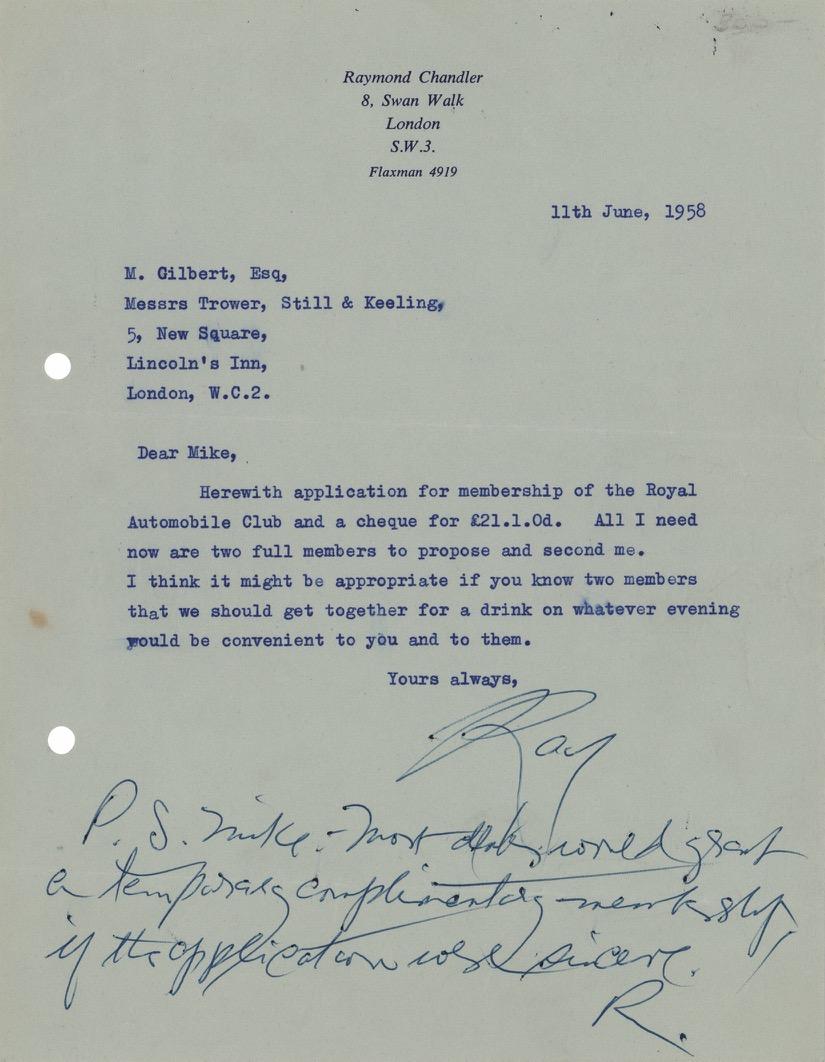 Raymond Chandler
8, Swan Walk
London
S.W.3.
Flaxman 4919
11th June, 1958
M. Gilbert, Esq,
Messrs Trower, Still & Keeling,
5, New Square,
Lincoln's Inn,
London, W.C.2.
Dear Mike,
Herewith application for membership of the Royal
Automobile Club and a cheque for £21.1.0d. All I need
now are two full members to propose and second me.
I think it might be appropriate if you know two members
that we should get together for a drink on whatever evening
would be convenient to you and to them.
Yours always,
Ray
P. S. Mike - Most clubs would grant
a temporary complimentary membership,
if the application were sincere.
R.